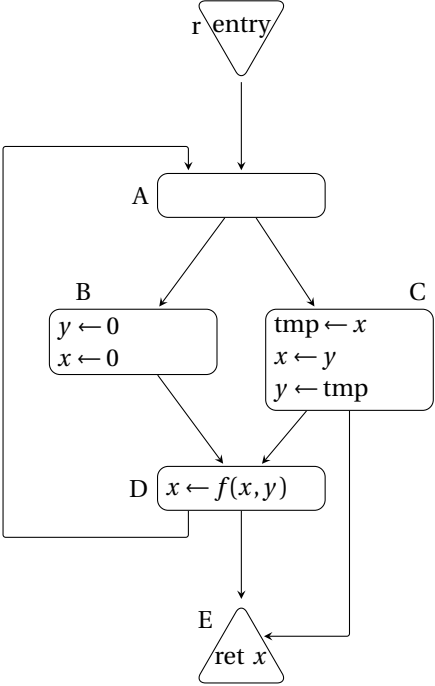 r entry
A
B
y ← 0
x ← 0
C
tmp ← x
x ← y
y ← tmp
D x ← f(x, y)
E
ret x